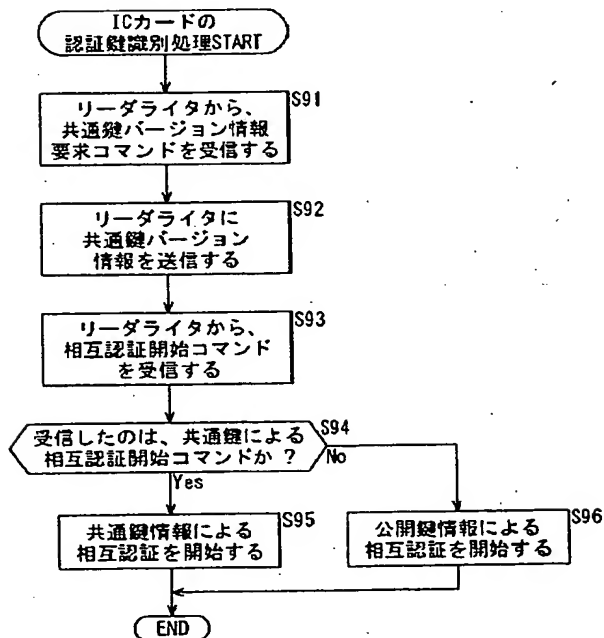 ICカードの
認証鍵識別処理START
S91
リーダライタから、
共通鍵バージョン情報
要求コマンドを受信する
S92
リーダライタに
共通鍵バージョン
情報を送信する
S93
リーダライタから、
相互認証開始コマンド
を受信する
S94
受信したのは、共通鍵による
相互認証開始コマンドか?
No
Yes
S95
共通鍵情報による
相互認証を開始する
S96
公開鍵情報による
相互認証を開始する
END